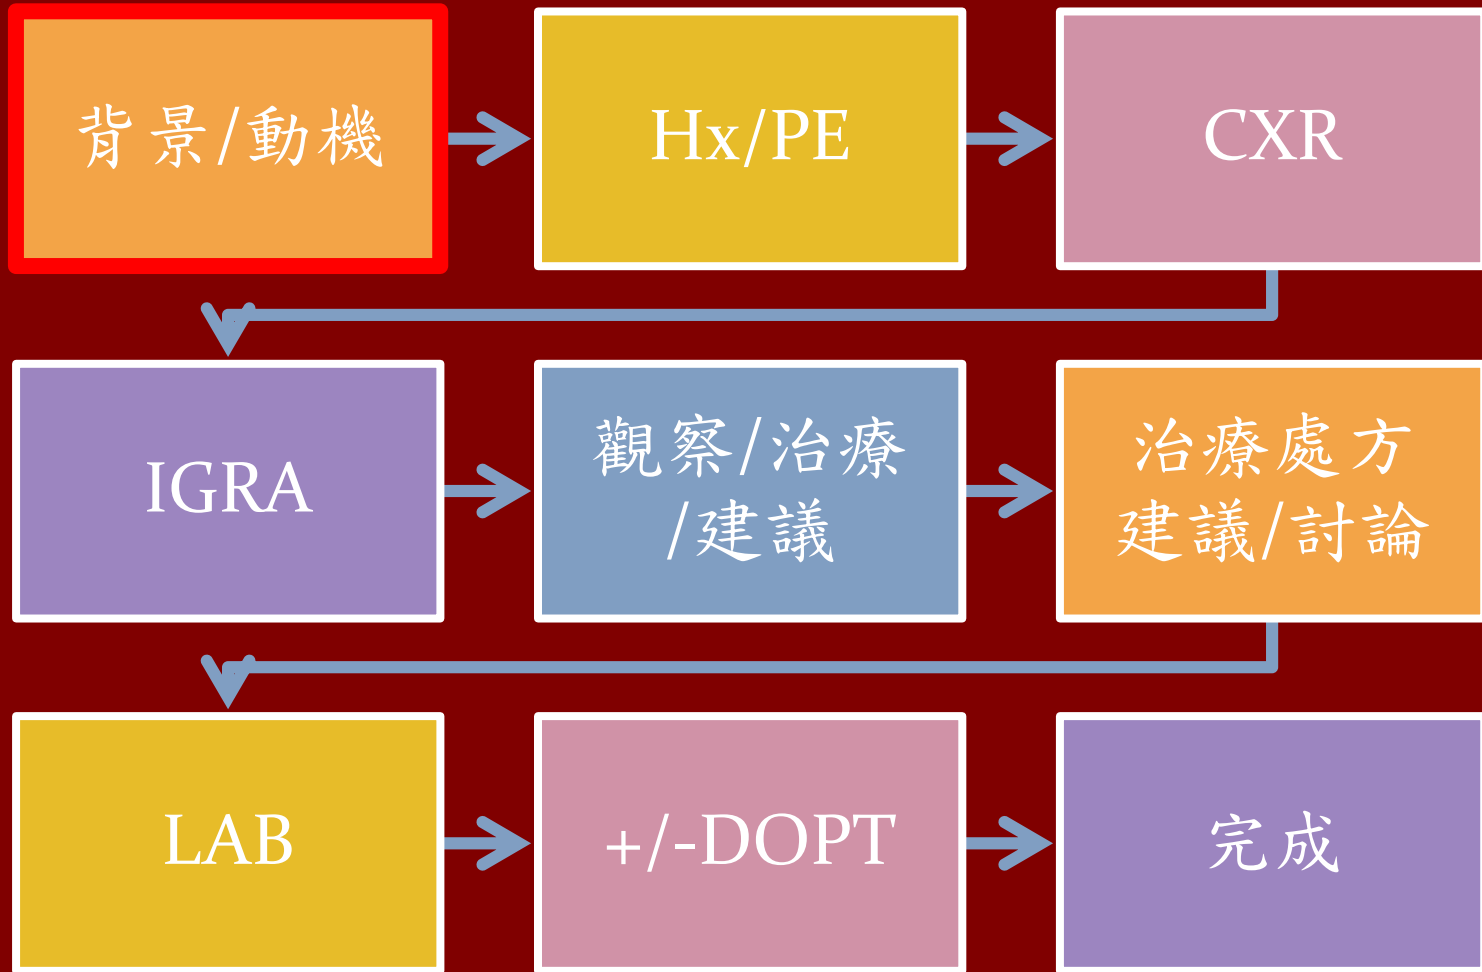 背景/動機
Hx/PE
CXR
IGRA
觀察/治療
/建議
治療處方
建議/討論
LAB
+/-DOPT
完成